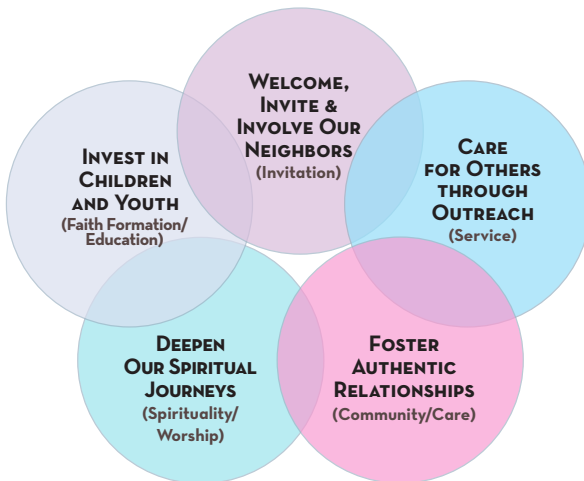 WELCOME,
INVITE &
INVOLVE OUR
NEIGHBORS
(Invitation)
CARE
FOR OTHERS
THROUGH
OUTREACH
(Service)
INVEST IN
CHILDREN
AND YOUTH
(Faith Formation/
Education)
DEEPEN
OUR SPIRITUAL
JOURNEYS
(Spirituality/
Worship)
FOSTER
AUTHENTIC
RELATIONSHIPS
(Community/Care)